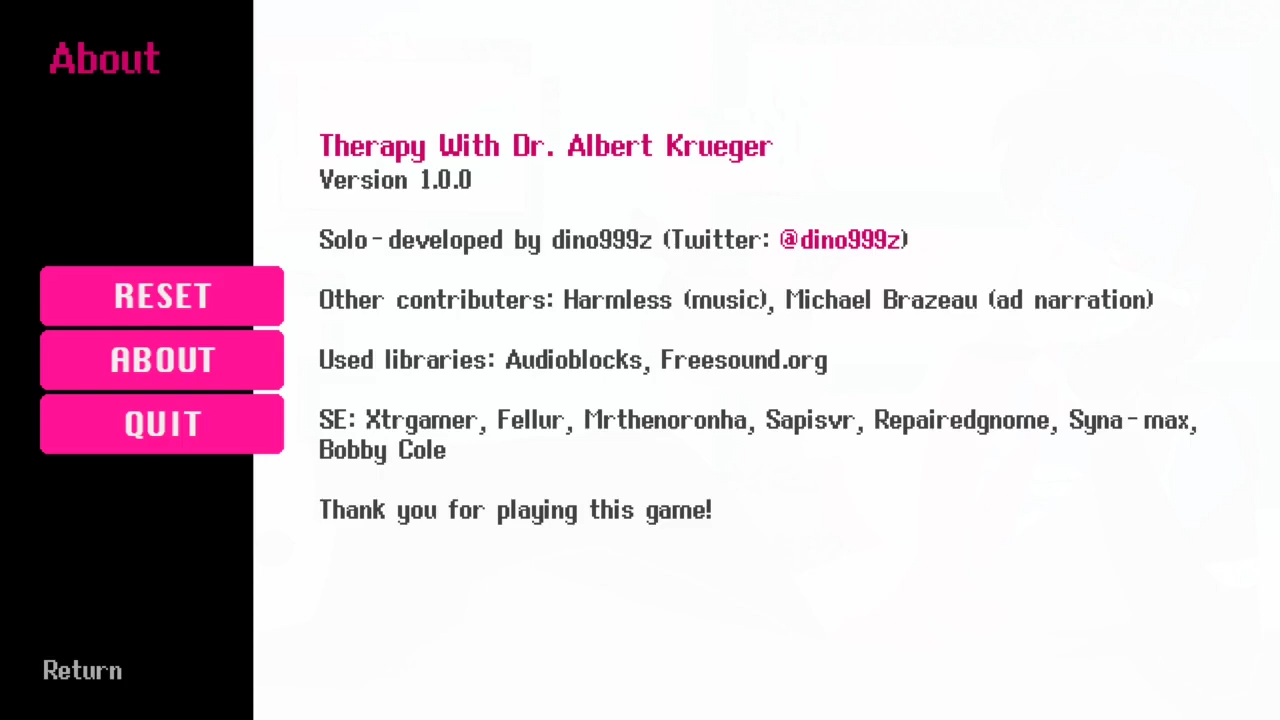 About
Therapy With Dr. Albert Krueger
Version 1.0.0
Solo-developed by dino999z (Twitter: @dino999z)
RESET
Other contributers: Harmless (music), Michael Brazeau (ad narration)
ABOUT
Used libraries: Audioblocks, Freesound.org
QUIT
SE: Xtrgamer, Fellur, Mrthenoronha, Sapisvr, Repairedgnome, Syna-max,
Bobby Cole
Thank you for playing this game!
Return